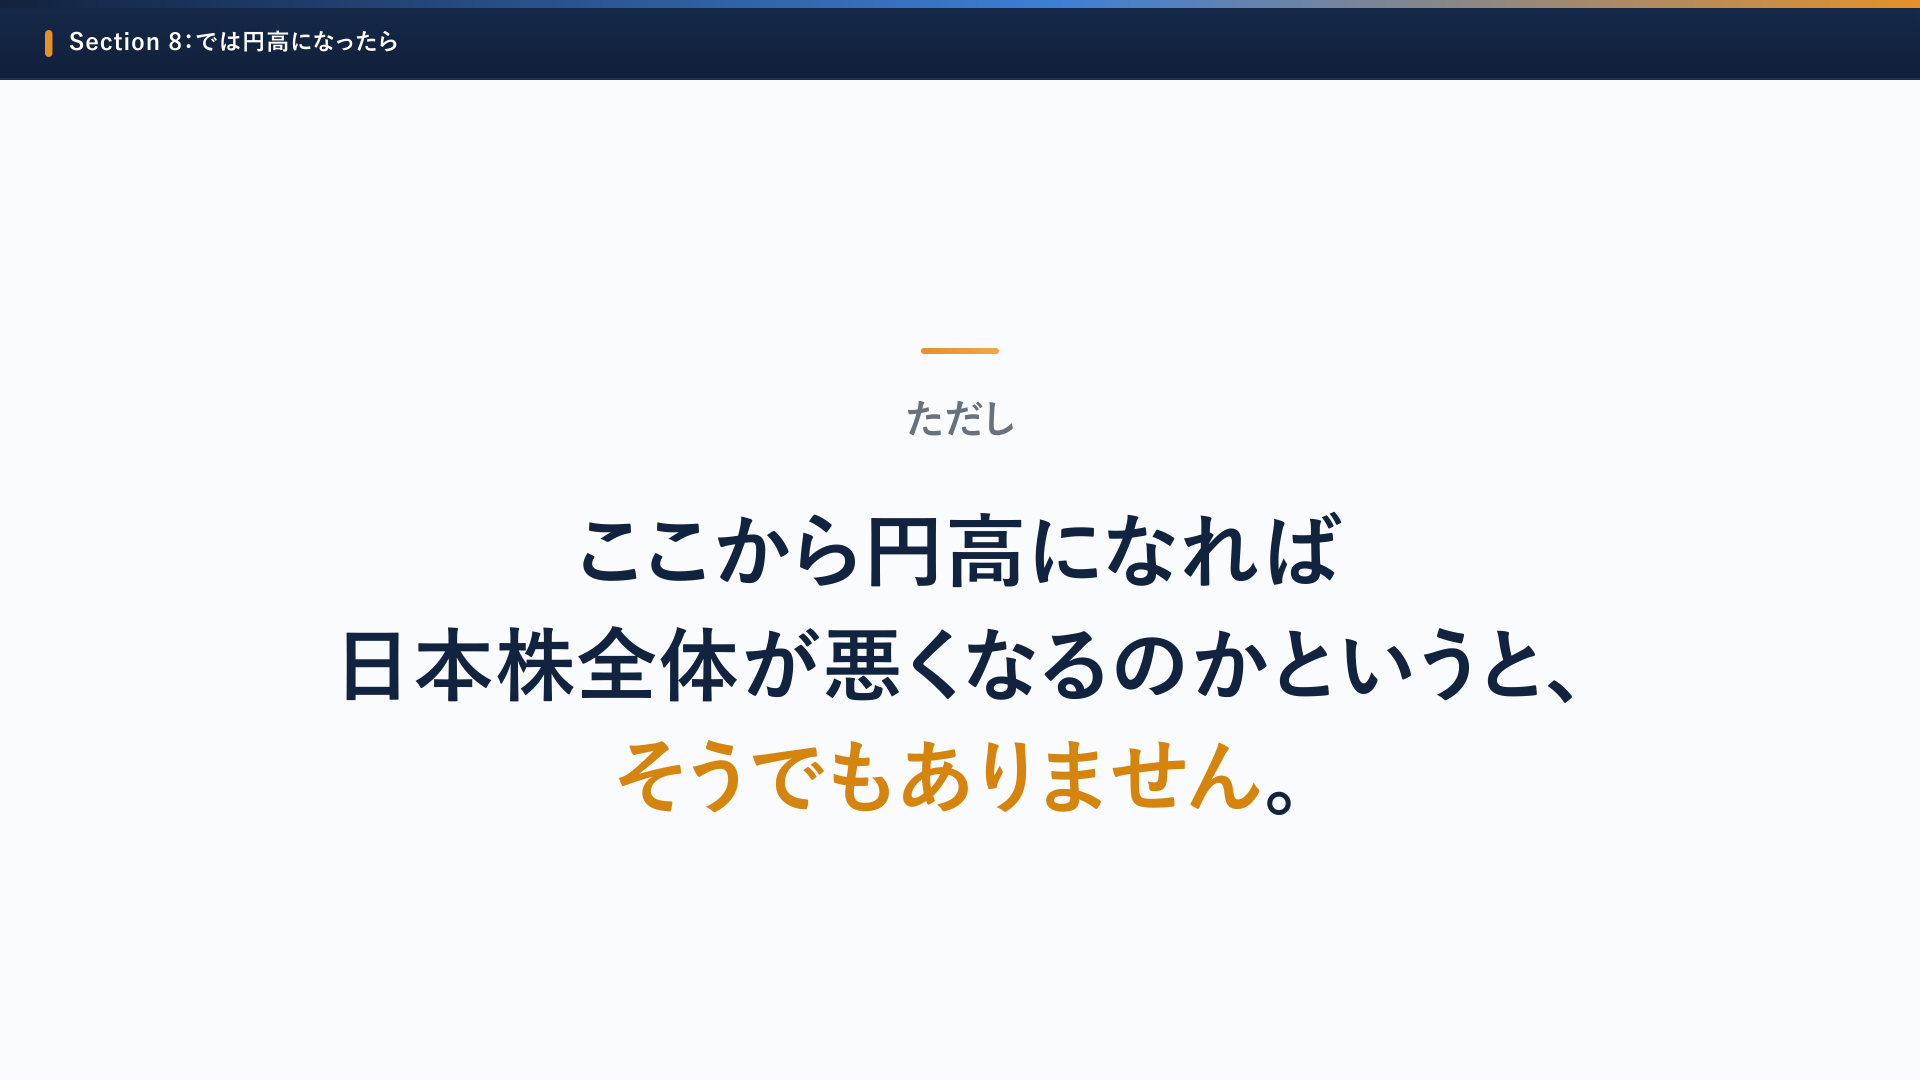 Section 8：では円高になったら
ただし
ここから円高になれば
日本株全体が悪くなるのかというと、
そうでもありません。